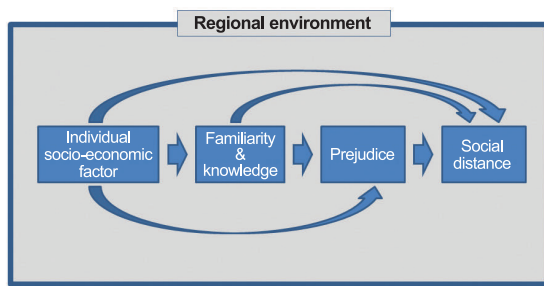 Regional environment
Individual
socio-economic
factor
Familiarity
&
knowledge
Prejudice
Social
distance